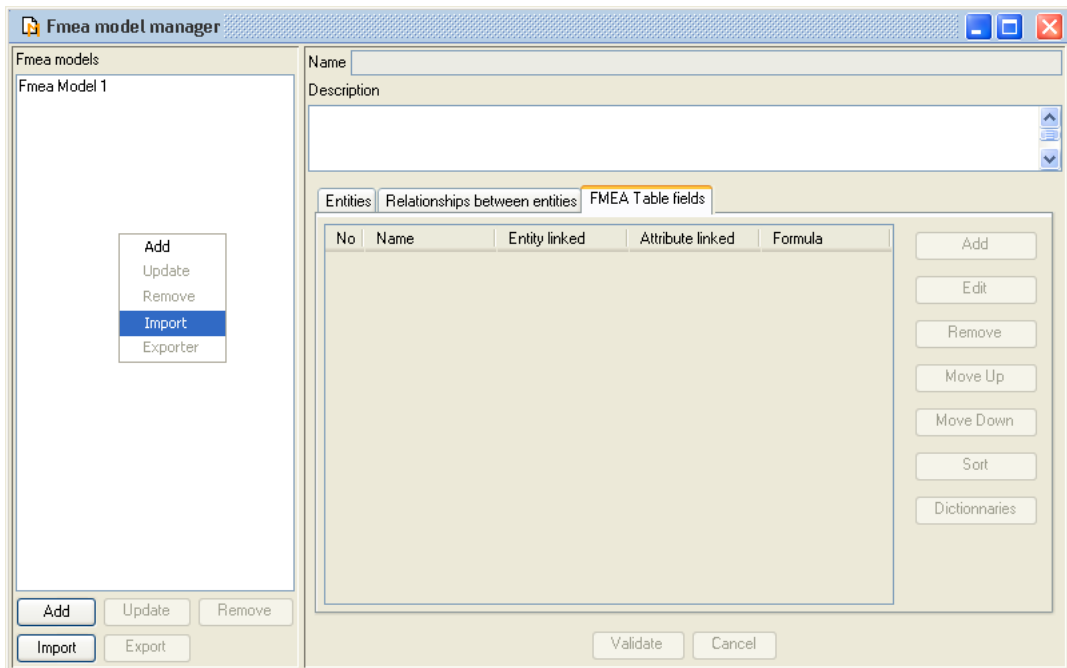 Fmea model manager
Fmea models
Fmea Model 1
Add
Update
Remove
Import
Exporter
Add Update Remove
Import Export
Name
Description
Entities Relationships between entities FMEA Table fields
No Name Entity linked Attribute linked Formula
Add
Edit
Remove
Move Up
Move Down
Sort
Dictionnaries
Validate Cancel